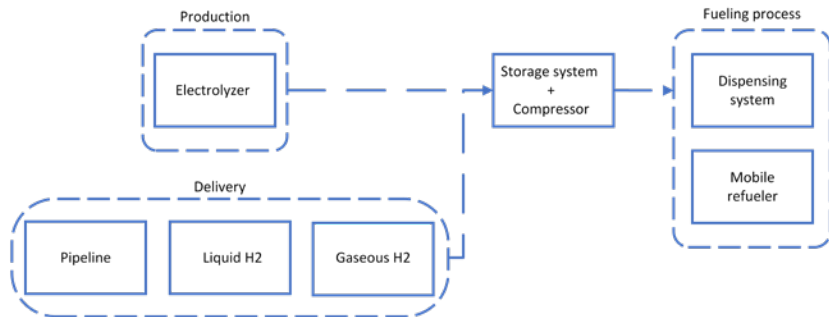 Production
Electrolyzer
Storage system
+
Compressor
Fueling process
Dispensing
system
Mobile
refueler
Delivery
Pipeline
Liquid H2
Gaseous H2